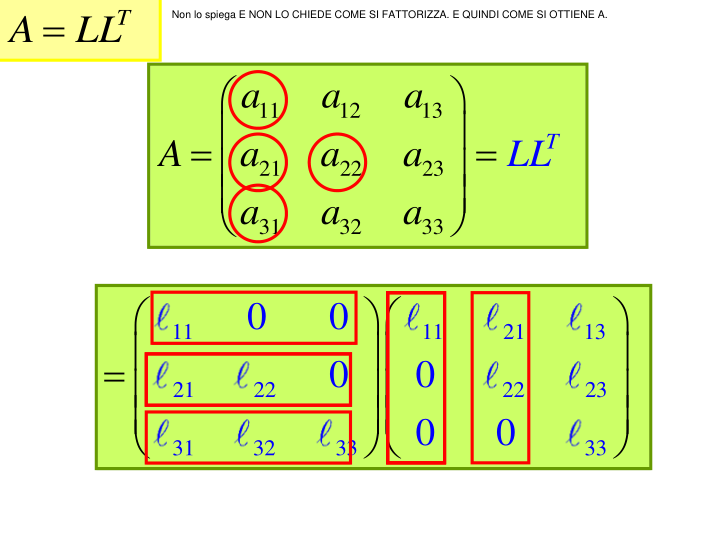 A = LLᵀ
Non lo spiega E NON LO CHIEDE COME SI FATTORIZZA. E QUINDI COME SI OTTIENE A.
a₁₁ a₁₂ a₁₃
A = a₂₁ a₂₂ a₂₃ = LLᵀ
a₃₁ a₃₂ a₃₃
ℓ₁₁ 0 0 ℓ₁₁ ℓ₂₁ ℓ₁₃
= ℓ₂₁ ℓ₂₂ 0 0 ℓ₂₂ ℓ₂₃
ℓ₃₁ ℓ₃₂ ℓ₃₃ 0 0 ℓ₃₃